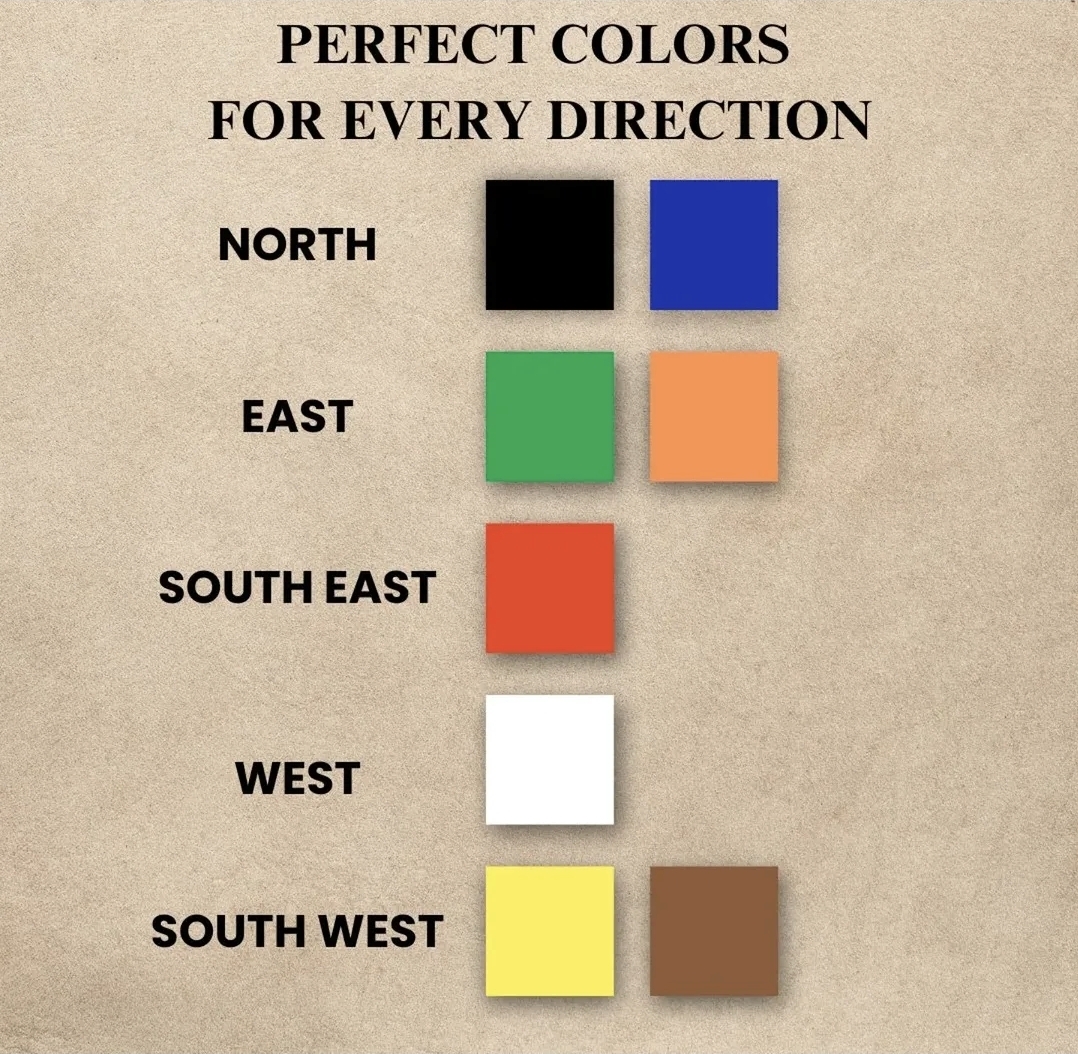 PERFECT COLORS
FOR EVERY DIRECTION
NORTH
EAST
SOUTH EAST
WEST
SOUTH WEST